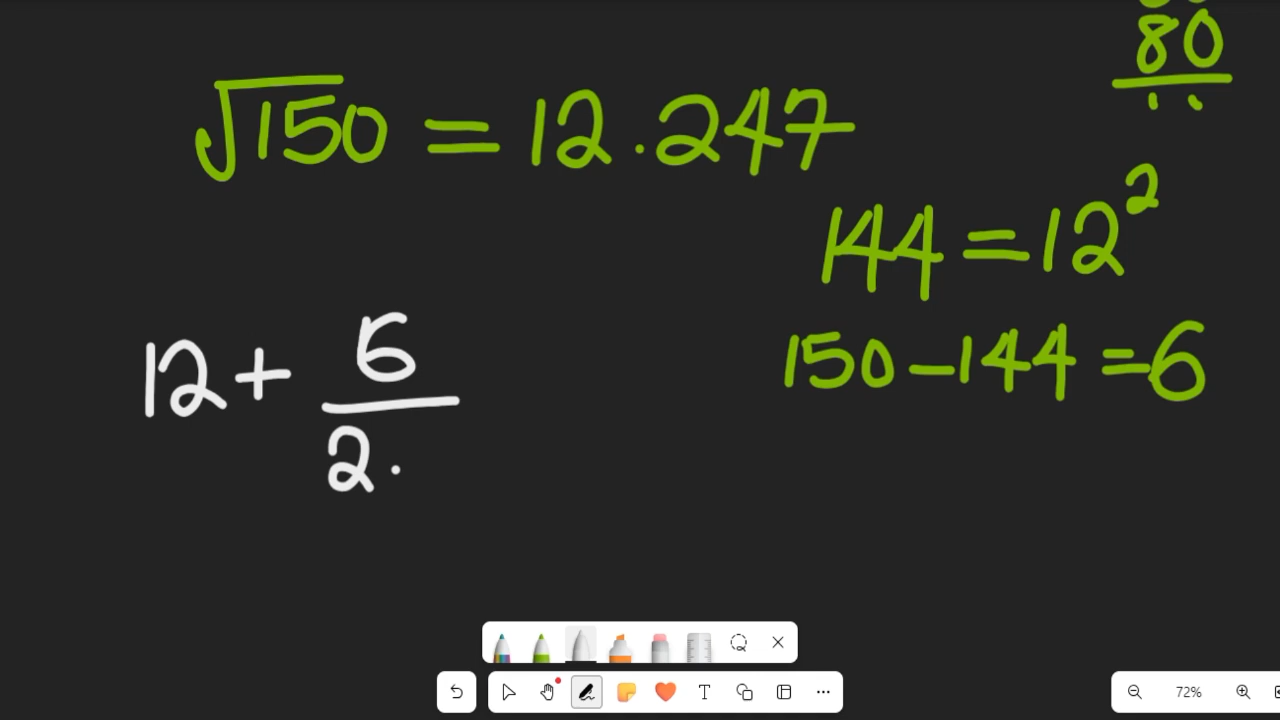 80
√150 = 12.247
144 = 12²
150 - 144 = 6
12 + 6
2 .
T
72%